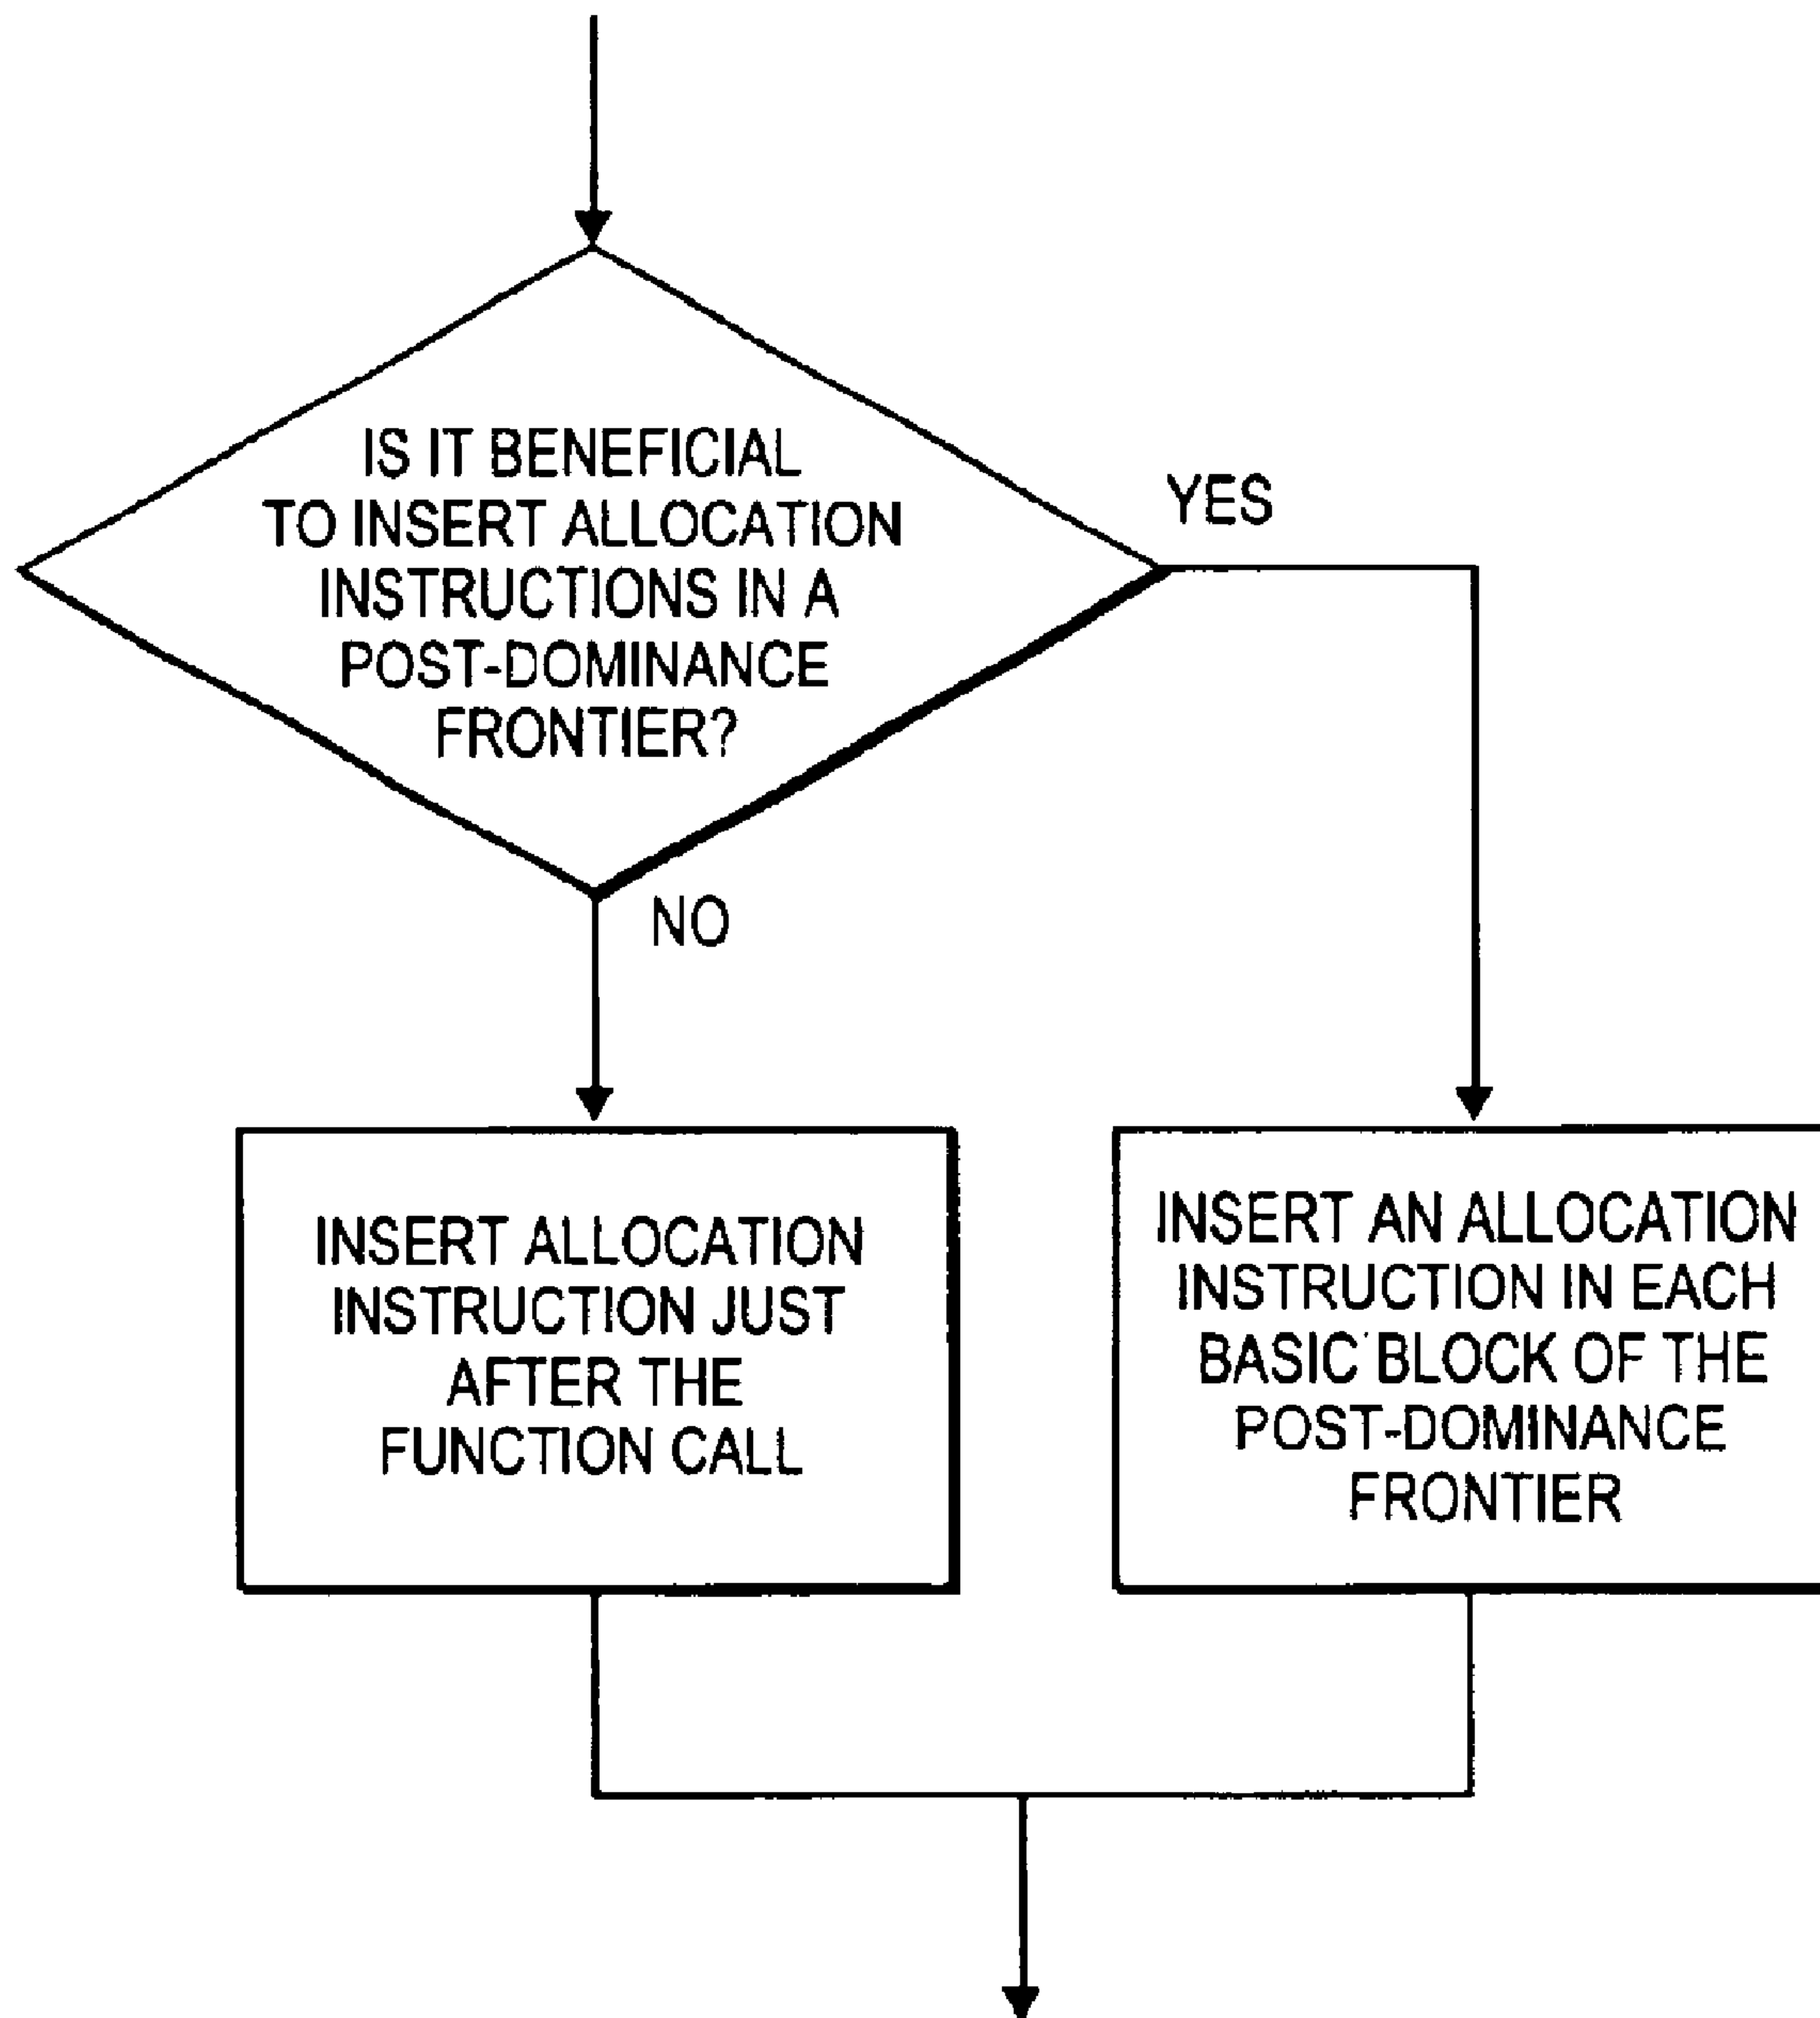 IS IT BENEFICIAL
TO INSERT ALLOCATION
INSTRUCTIONS IN A
POST-DOMINANCE
FRONTIER?
YES
NO
INSERT ALLOCATION
INSTRUCTION JUST
AFTER THE
FUNCTION CALL
INSERT AN ALLOCATION
INSTRUCTION IN EACH
BASIC BLOCK OF THE
POST-DOMINANCE
FRONTIER